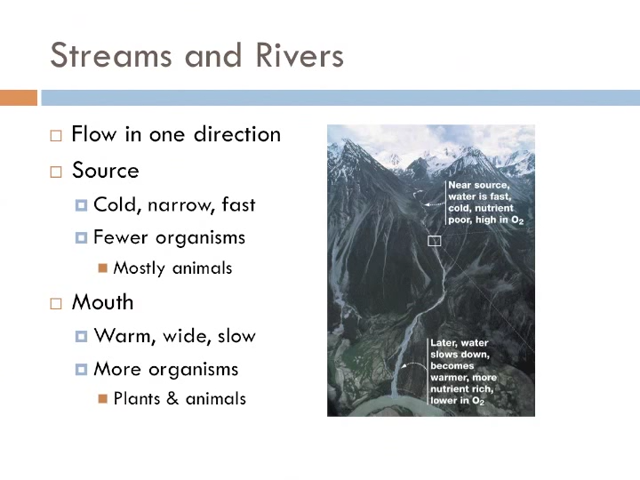 Streams and Rivers
Flow in one direction
Source
Cold, narrow, fast
Fewer organisms
Mostly animals
Mouth
Warm, wide, slow
More organisms
Plants & animals
Near source,
water is fast,
cold, nutrient
poor, high in O₂
Later, water
slows down,
becomes
warmer, more
nutrient rich,
lower in O₂